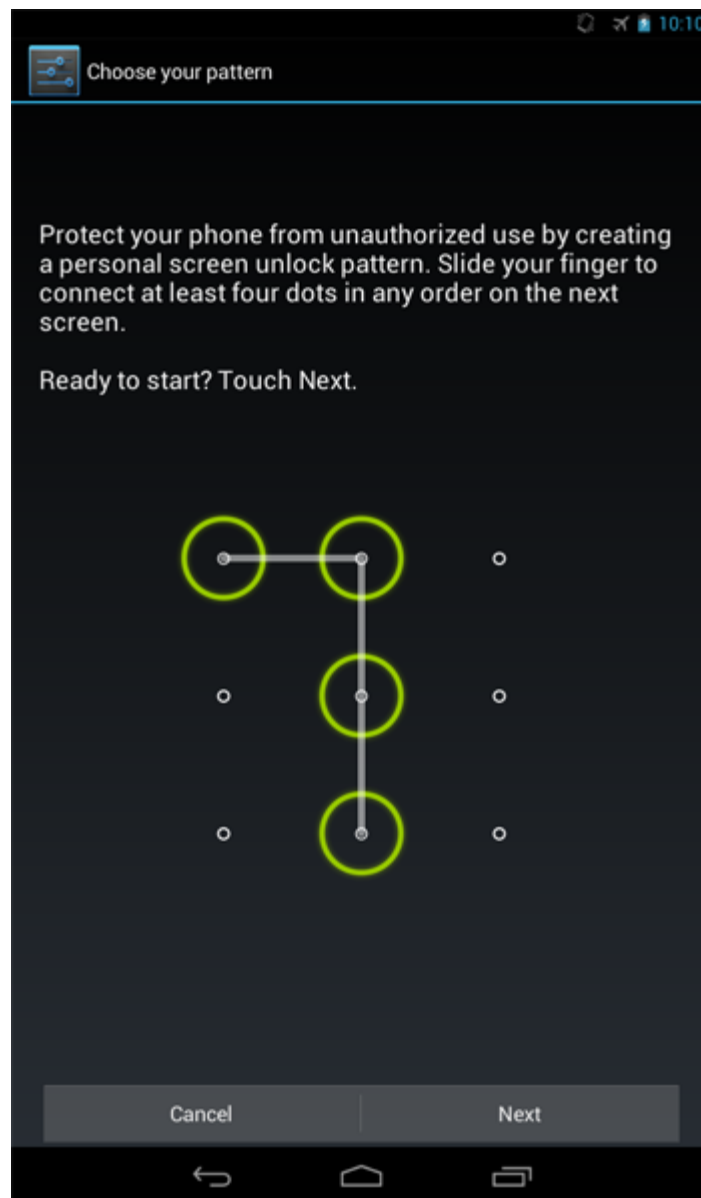 10:10
Choose your pattern
Protect your phone from unauthorized use by creating
a personal screen unlock pattern. Slide your finger to
connect at least four dots in any order on the next
screen.
Ready to start? Touch Next.
Cancel Next